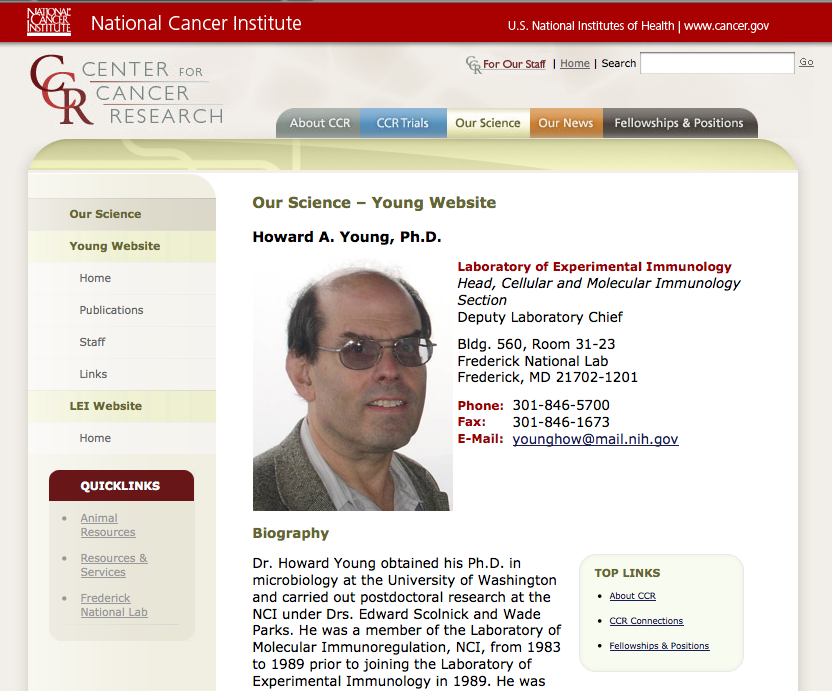 NATIONAL
CANCER
INSTITUTE
National Cancer Institute
U.S. National Institutes of Health | www.cancer.gov
CCR For Our Staff | Home | Search Go
CCR
CENTER FOR
CANCER
RESEARCH
About CCR CCR Trials Our Science Our News Fellowships & Positions
Our Science
Young Website
Home
Publications
Staff
Links
LEI Website
Home
QUICKLINKS
• Animal
Resources
• Resources &
Services
• Frederick
National Lab
Our Science – Young Website
Howard A. Young, Ph.D.
Laboratory of Experimental Immunology
Head, Cellular and Molecular Immunology
Section
Deputy Laboratory Chief
Bldg. 560, Room 31-23
Frederick National Lab
Frederick, MD 21702-1201
Phone: 301-846-5700
Fax: 301-846-1673
E-Mail: younghow@mail.nih.gov
Biography
Dr. Howard Young obtained his Ph.D. in
microbiology at the University of Washington
and carried out postdoctoral research at the
NCI under Drs. Edward Scolnick and Wade
Parks. He was a member of the Laboratory of
Molecular Immunoregulation, NCI, from 1983
to 1989 prior to joining the Laboratory of
Experimental Immunology in 1989. He was
TOP LINKS
• About CCR
• CCR Connections
• Fellowships & Positions